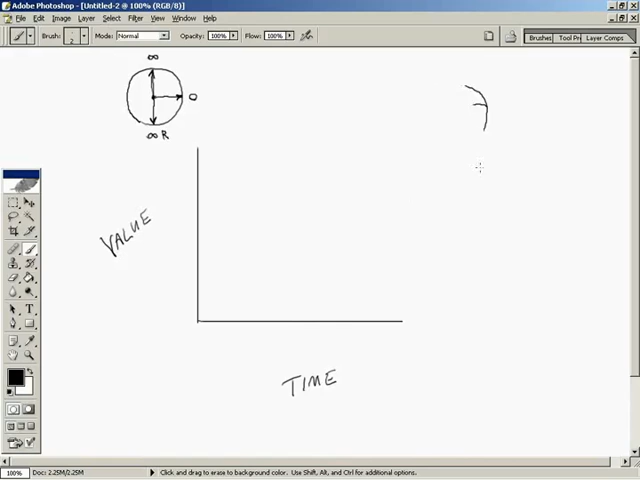 Adobe Photoshop - [Untitled-2 @ 100% (RGB/8)]
File Edit Image Layer Select Filter View Window Help
Brush: 2 Mode: Normal Opacity: 100% Flow: 100% Brushes Tool Pr Layer Comps
∞
O
∞ R
VALUE
TIME
100% Doc: 2.25M/2.25M Click and drag to erase to background color. Use Shift, Alt, and Ctrl for additional options.